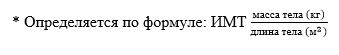 * Определяется по формуле: ИМТ масса тела (кг)
длина тела (м²)